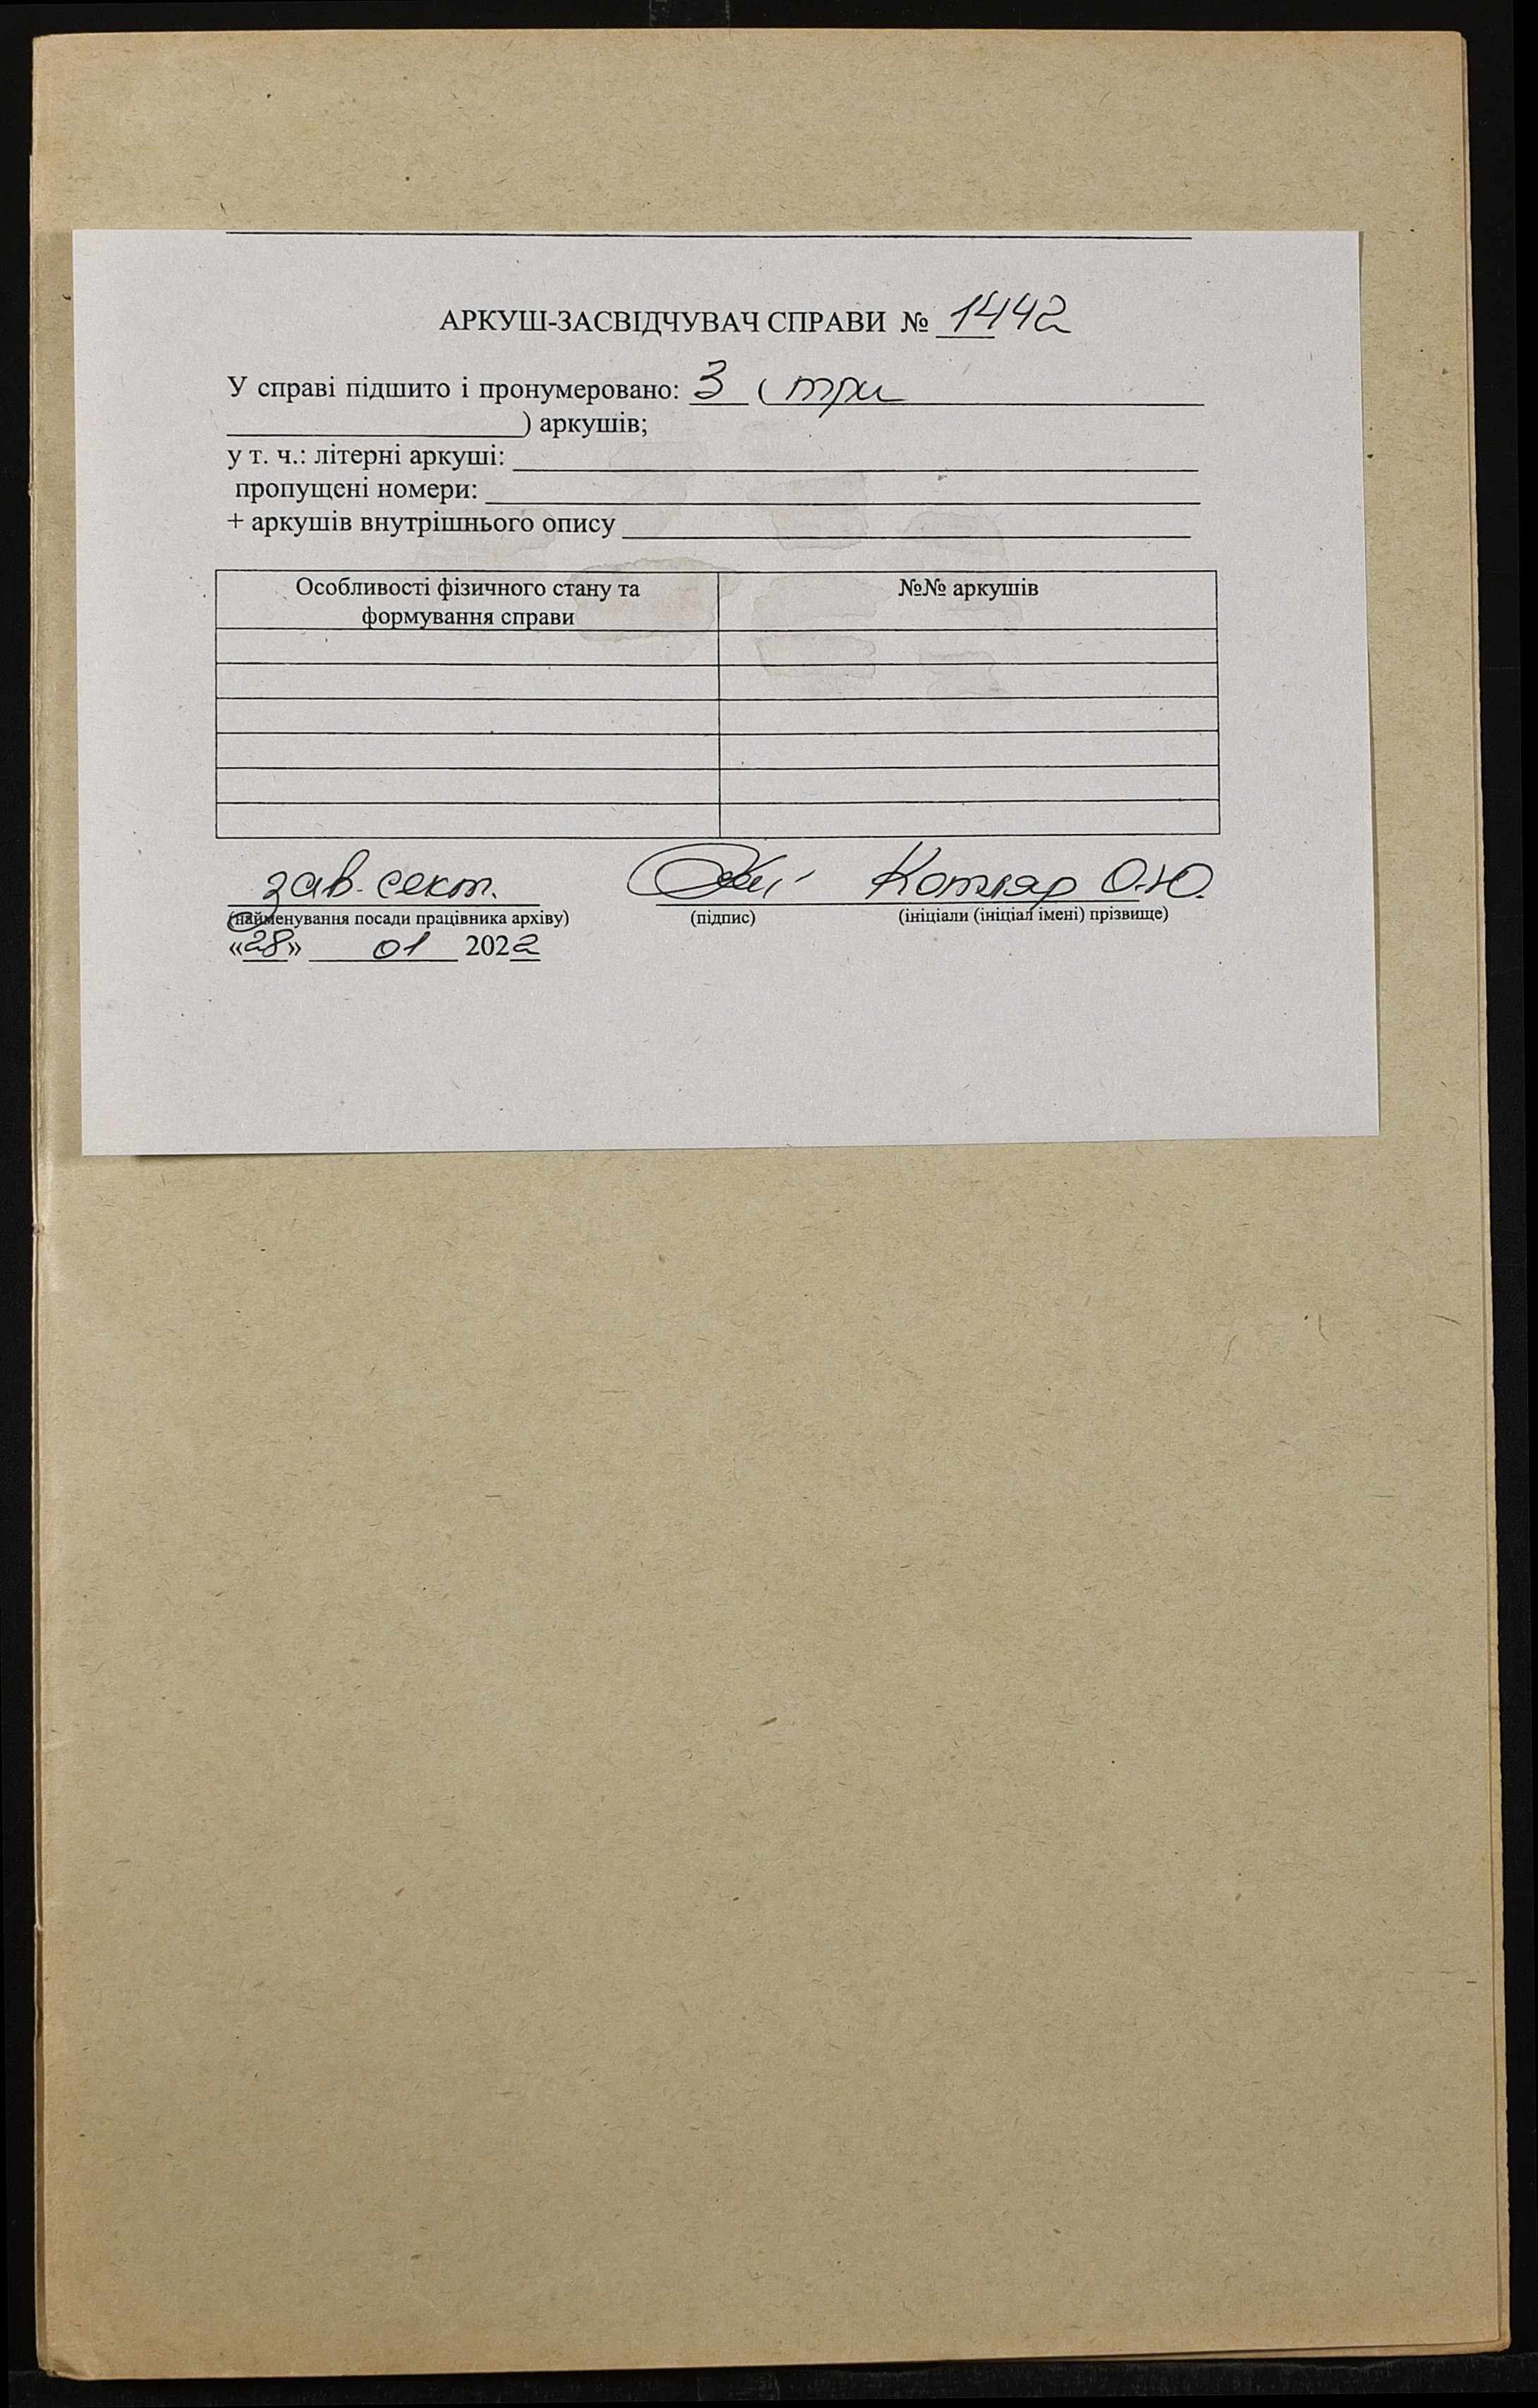 АРКУШ-ЗАСВІДЧУВАЧ СПРАВИ № 1442
У справі підшито і пронумеровано: 3 ( три
) аркушів;
у т. ч.: літерні аркуші:
пропущені номери:
+ аркушів внутрішнього опису
Особливості фізичного стану та формування справи
№№ аркушів
зав. сект. Котляр О.Ю.
(найменування посади працівника архіву) (підпис) (ініціали (ініціал імені) прізвище)
«28» 01 2022